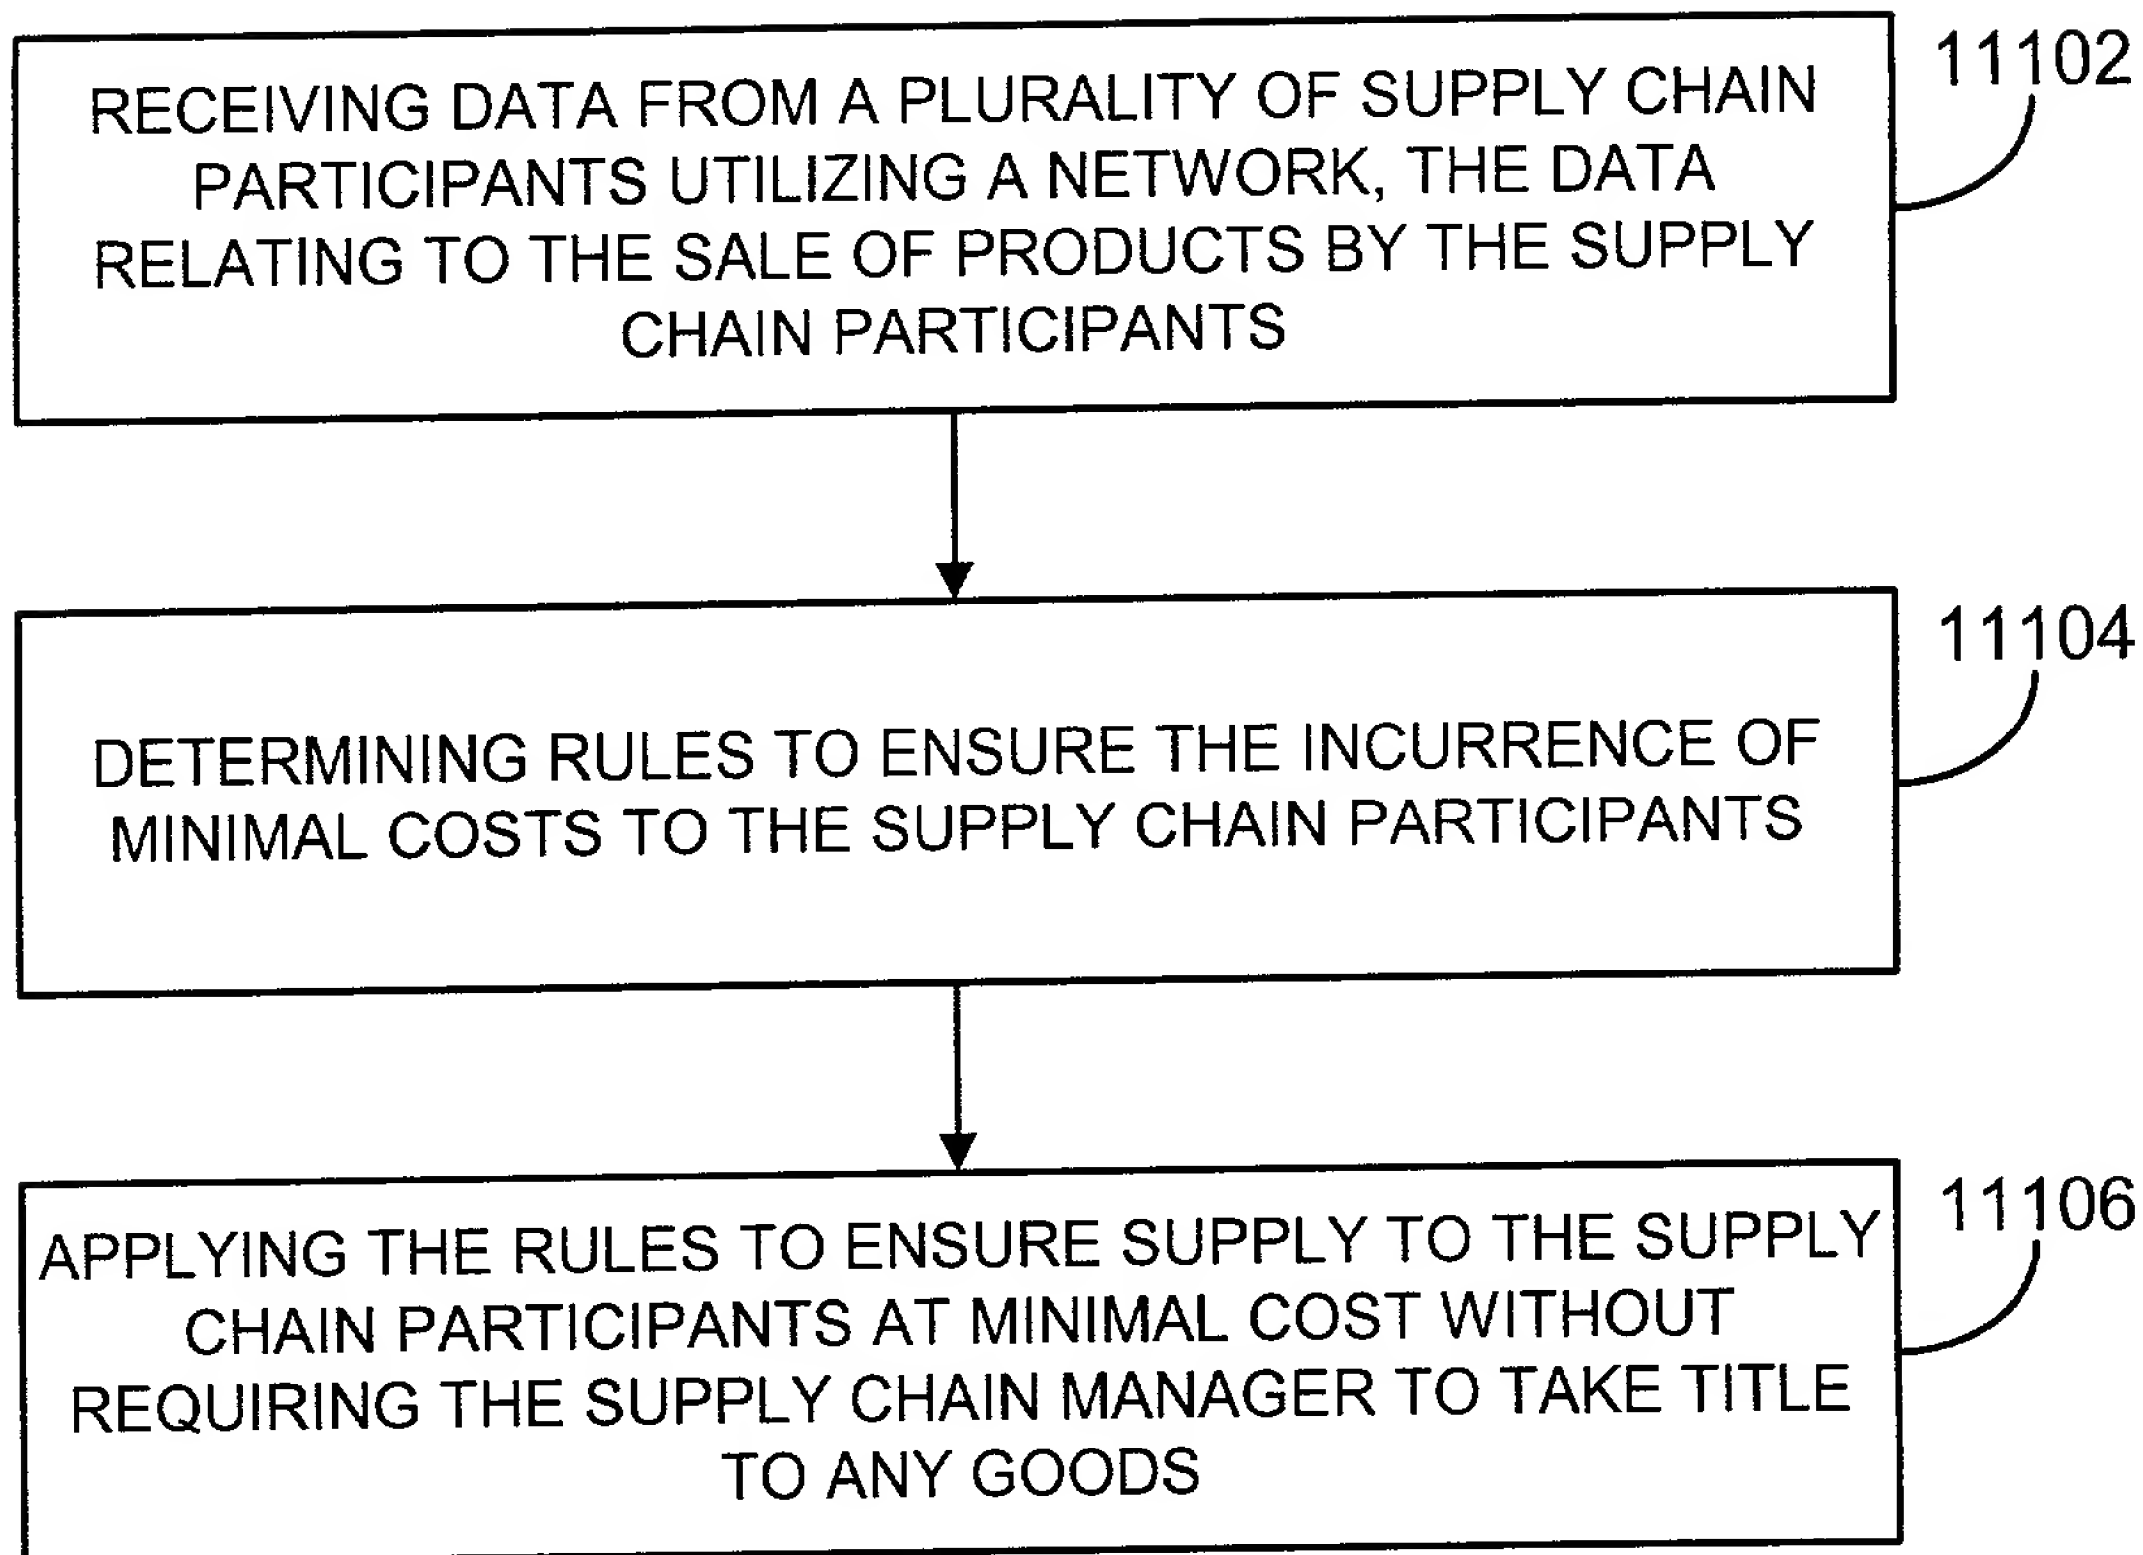 RECEIVING DATA FROM A PLURALITY OF SUPPLY CHAIN
PARTICIPANTS UTILIZING A NETWORK, THE DATA
RELATING TO THE SALE OF PRODUCTS BY THE SUPPLY
CHAIN PARTICIPANTS
11102
DETERMINING RULES TO ENSURE THE INCURRENCE OF
MINIMAL COSTS TO THE SUPPLY CHAIN PARTICIPANTS
11104
APPLYING THE RULES TO ENSURE SUPPLY TO THE SUPPLY
CHAIN PARTICIPANTS AT MINIMAL COST WITHOUT
REQUIRING THE SUPPLY CHAIN MANAGER TO TAKE TITLE
TO ANY GOODS
11106